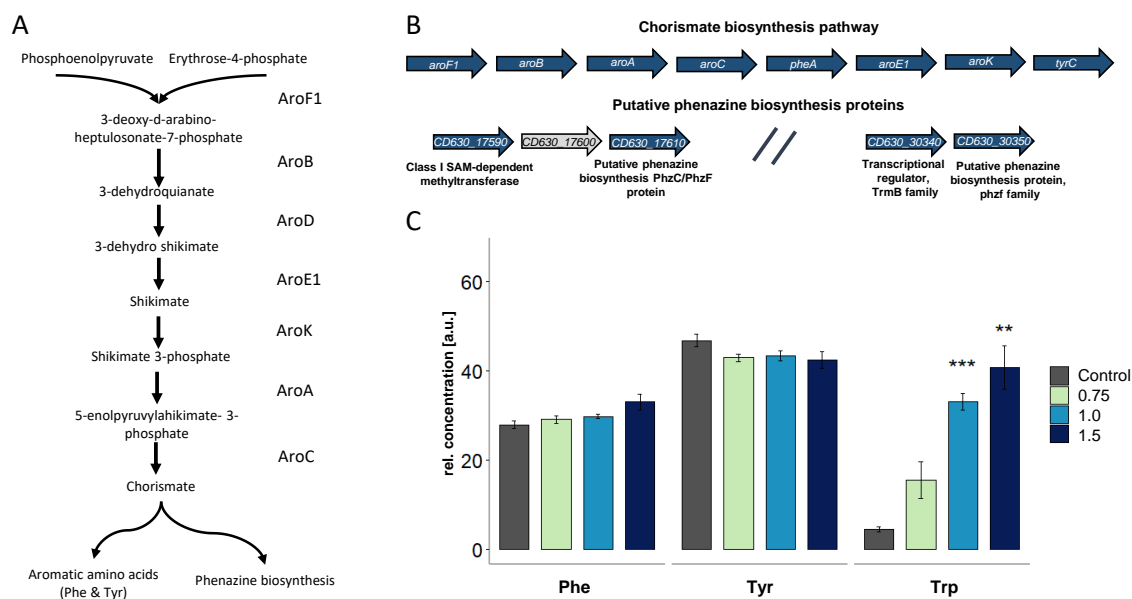 A
Phosphoenolpyruvate
Erythrose-4-phosphate
AroF1
3-deoxy-d-arabino-
heptulosonate-7-phosphate
AroB
3-dehydroquianate
AroD
3-dehydro shikimate
AroE1
Shikimate
AroK
Shikimate 3-phosphate
AroA
5-enolpyruvylahikimate- 3-
phosphate
AroC
Chorismate
Aromatic amino acids
(Phe & Tyr)
Phenazine biosynthesis
B
Chorismate biosynthesis pathway
aroF1 aroB aroA aroC pheA aroE1 aroK tyrC
Putative phenazine biosynthesis proteins
CD630_17590 CD630_17600 CD630_17610 CD630_30340 CD630_30350
Class I SAM-dependent
methyltransferase
Putative phenazine
biosynthesis PhzC/PhzF
protein
Transcriptional
regulator,
TrmB family
Putative phenazine
biosynthesis protein,
phzf family
C
rel. concentration [a.u.]
60
40
20
0
***
**
Phe Tyr Trp
Control
0.75
1.0
1.5